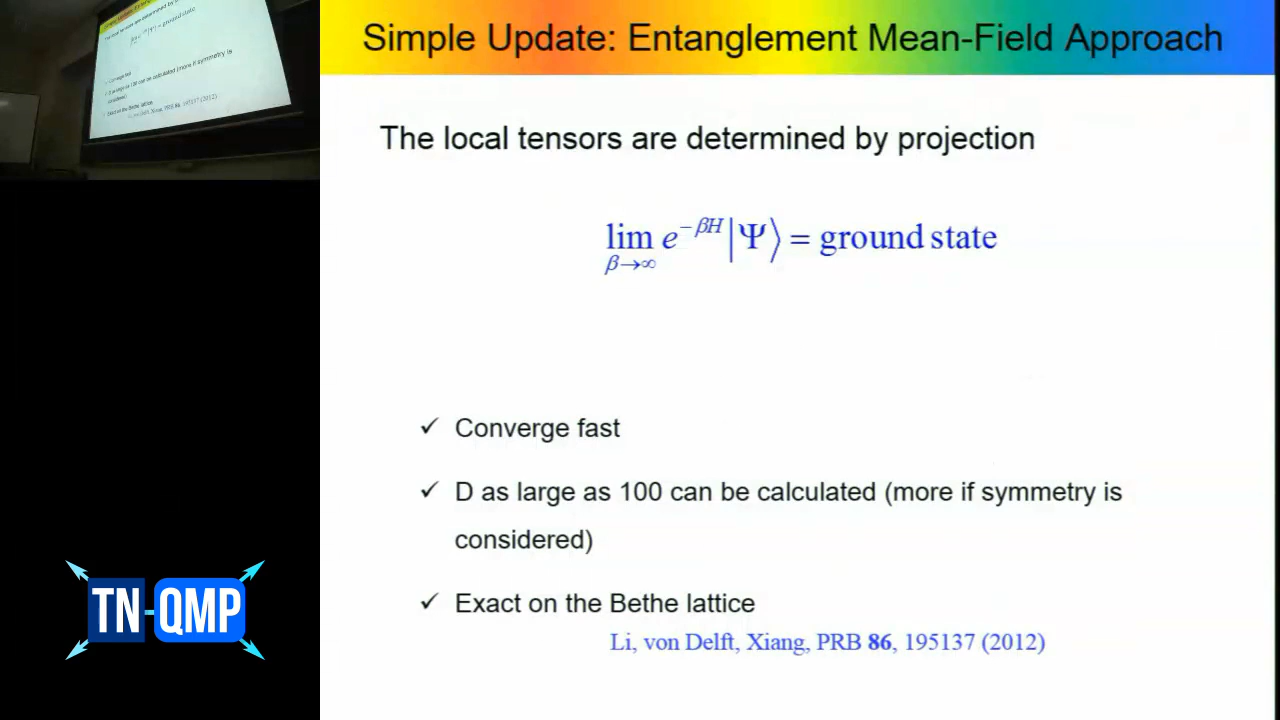 Simple Update: Entanglement Mean-Field Approach
The local tensors are determined by projection
lim e^{-βH}|Ψ⟩ = ground state
β→∞
✓ Converge fast
✓ D as large as 100 can be calculated (more if symmetry is
considered)
✓ Exact on the Bethe lattice
Li, von Delft, Xiang, PRB 86, 195137 (2012)
TN-QMP